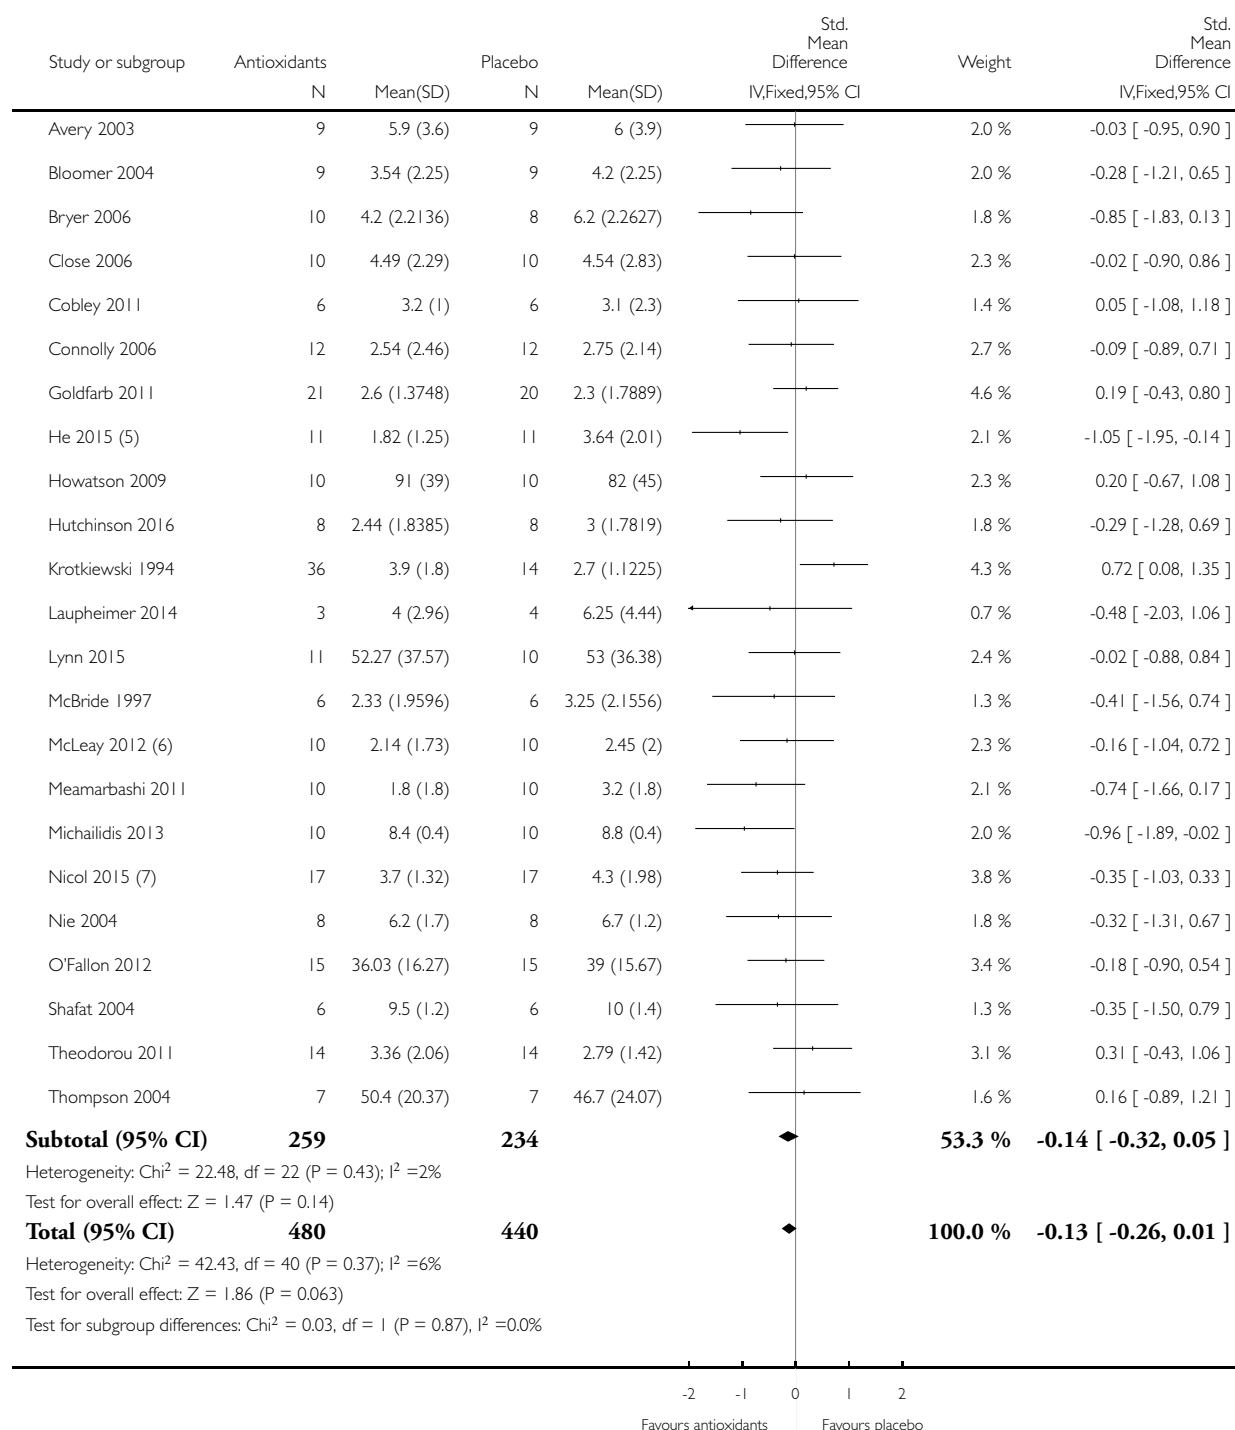 Std.
Mean
Difference
Std.
Mean
Difference
Study or subgroup Antioxidants Placebo Weight
N Mean(SD) N Mean(SD) IV,Fixed,95% CI IV,Fixed,95% CI
Avery 2003 9 5.9 (3.6) 9 6 (3.9) 2.0 % -0.03 [ -0.95, 0.90 ]
Bloomer 2004 9 3.54 (2.25) 9 4.2 (2.25) 2.0 % -0.28 [ -1.21, 0.65 ]
Bryer 2006 10 4.2 (2.2136) 8 6.2 (2.2627) 1.8 % -0.85 [ -1.83, 0.13 ]
Close 2006 10 4.49 (2.29) 10 4.54 (2.83) 2.3 % -0.02 [ -0.90, 0.86 ]
Cobley 2011 6 3.2 (1) 6 3.1 (2.3) 1.4 % 0.05 [ -1.08, 1.18 ]
Connolly 2006 12 2.54 (2.46) 12 2.75 (2.14) 2.7 % -0.09 [ -0.89, 0.71 ]
Goldfarb 2011 21 2.6 (1.3748) 20 2.3 (1.7889) 4.6 % 0.19 [ -0.43, 0.80 ]
He 2015 (5) 11 1.82 (1.25) 11 3.64 (2.01) 2.1 % -1.05 [ -1.95, -0.14 ]
Howatson 2009 10 91 (39) 10 82 (45) 2.3 % 0.20 [ -0.67, 1.08 ]
Hutchinson 2016 8 2.44 (1.8385) 8 3 (1.7819) 1.8 % -0.29 [ -1.28, 0.69 ]
Krotkiewski 1994 36 3.9 (1.8) 14 2.7 (1.1225) 4.3 % 0.72 [ 0.08, 1.35 ]
Laupheimer 2014 3 4 (2.96) 4 6.25 (4.44) 0.7 % -0.48 [ -2.03, 1.06 ]
Lynn 2015 11 52.27 (37.57) 10 53 (36.38) 2.4 % -0.02 [ -0.88, 0.84 ]
McBride 1997 6 2.33 (1.9596) 6 3.25 (2.1556) 1.3 % -0.41 [ -1.56, 0.74 ]
McLeay 2012 (6) 10 2.14 (1.73) 10 2.45 (2) 2.3 % -0.16 [ -1.04, 0.72 ]
Meamarbashi 2011 10 1.8 (1.8) 10 3.2 (1.8) 2.1 % -0.74 [ -1.66, 0.17 ]
Michailidis 2013 10 8.4 (0.4) 10 8.8 (0.4) 2.0 % -0.96 [ -1.89, -0.02 ]
Nicol 2015 (7) 17 3.7 (1.32) 17 4.3 (1.98) 3.8 % -0.35 [ -1.03, 0.33 ]
Nie 2004 8 6.2 (1.7) 8 6.7 (1.2) 1.8 % -0.32 [ -1.31, 0.67 ]
O'Fallon 2012 15 36.03 (16.27) 15 39 (15.67) 3.4 % -0.18 [ -0.90, 0.54 ]
Shafat 2004 6 9.5 (1.2) 6 10 (1.4) 1.3 % -0.35 [ -1.50, 0.79 ]
Theodorou 2011 14 3.36 (2.06) 14 2.79 (1.42) 3.1 % 0.31 [ -0.43, 1.06 ]
Thompson 2004 7 50.4 (20.37) 7 46.7 (24.07) 1.6 % 0.16 [ -0.89, 1.21 ]
Subtotal (95% CI) 259 234 53.3 % -0.14 [ -0.32, 0.05 ]
Heterogeneity: Chi² = 22.48, df = 22 (P = 0.43); I² =2%
Test for overall effect: Z = 1.47 (P = 0.14)
Total (95% CI) 480 440 100.0 % -0.13 [ -0.26, 0.01 ]
Heterogeneity: Chi² = 42.43, df = 40 (P = 0.37); I² =6%
Test for overall effect: Z = 1.86 (P = 0.063)
Test for subgroup differences: Chi² = 0.03, df = 1 (P = 0.87), I² =0.0%
-2 -1 0 1 2
Favours antioxidants Favours placebo